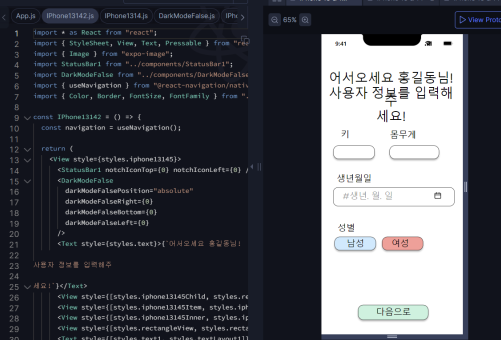 App.js
IPhone13142.js
IPhone1314.js
DarkModeFalse.js
IPho
65%
View Proto
1 import * as React from "react";
2 import { StyleSheet, View, Text, Pressable } from "rea
3 import { Image } from "expo-image";
4 import StatusBar1 from "../components/StatusBar1";
5 import DarkModeFalse from "../components/DarkModeFalse
6 import { useNavigation } from "@react-navigation/nativ
7 import { Color, Border, FontSize, FontFamily } from ".
8
9 const IPhone13142 = () => {
10 const navigation = useNavigation();
11
12 return (
13 <View style={styles.iphone13145}>
14 <StatusBar1 notchIconTop={0} notchIconLeft={0} /
15 <DarkModeFalse
16 darkModeFalsePosition="absolute"
17 darkModeFalseRight={0}
18 darkModeFalseBottom={0}
19 darkModeFalseLeft={0}
20 />
21 <Text style={styles.text}>{`어서오세요 홍길동님!
22
23 사용자 정보를 입력해주
24
25 세요!`}</Text>
26 <View style={[styles.iphone13145Child, styles.re
27 <View style={[styles.iphone13145Item, styles.iph
28 <View style={[styles.iphone13145Inner, styles.ip
29 <View style={[styles.rectangleView, styles.recta
30 <Text style={[styles.text1, styles.textLayout1]}
9:41
어서오세요 홍길동님!
사용자 정보를 입력해
주
세요!
키
몸무게
생년월일
#생년. 월. 일
성별
남성
여성
다음으로